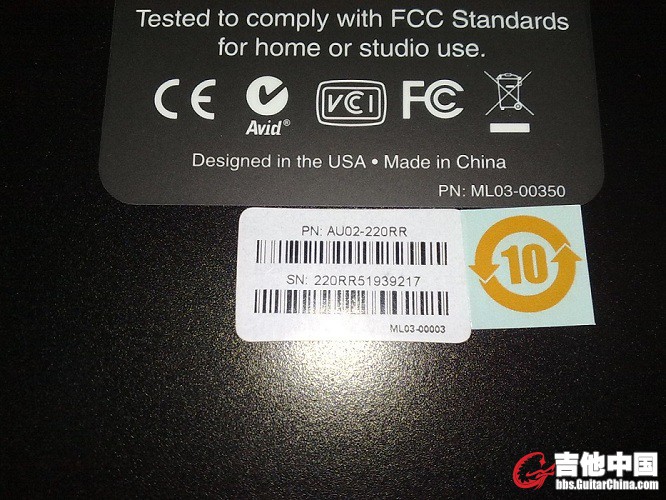 Tested to comply with FCC Standards
for home or studio use.
CE Avid® VCCI FC
Designed in the USA • Made in China
PN: ML03-00350
PN: AU02-220RR
SN: 220RR51939217
ML03-00003
10
吉他中国
bbs.GuitarChina.com